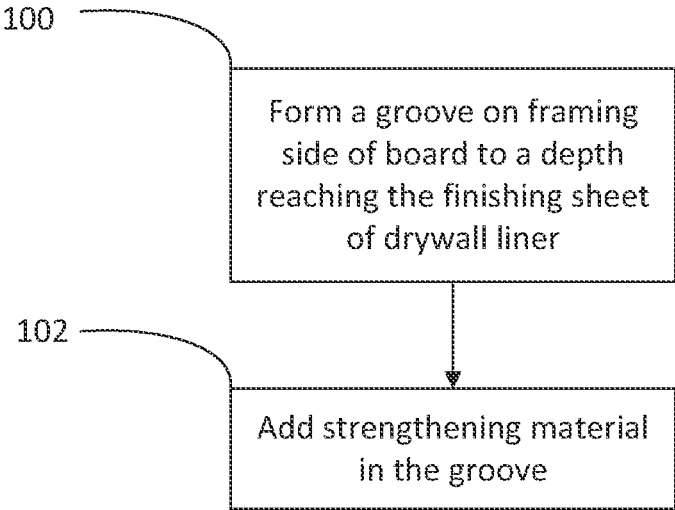 100
Form a groove on framing
side of board to a depth
reaching the finishing sheet
of drywall liner
102
Add strengthening material
in the groove